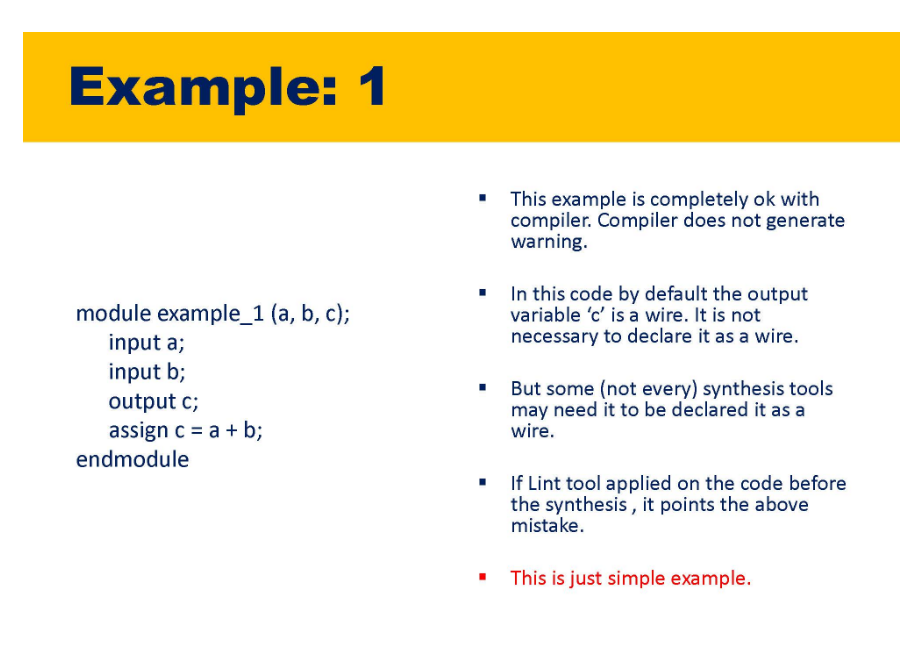 Example: 1
module example_1 (a, b, c);
input a;
input b;
output c;
assign c = a + b;
endmodule
▪ This example is completely ok with
compiler. Compiler does not generate
warning.
▪ In this code by default the output
variable ‘c’ is a wire. It is not
necessary to declare it as a wire.
▪ But some (not every) synthesis tools
may need it to be declared it as a
wire.
▪ If Lint tool applied on the code before
the synthesis , it points the above
mistake.
▪ This is just simple example.